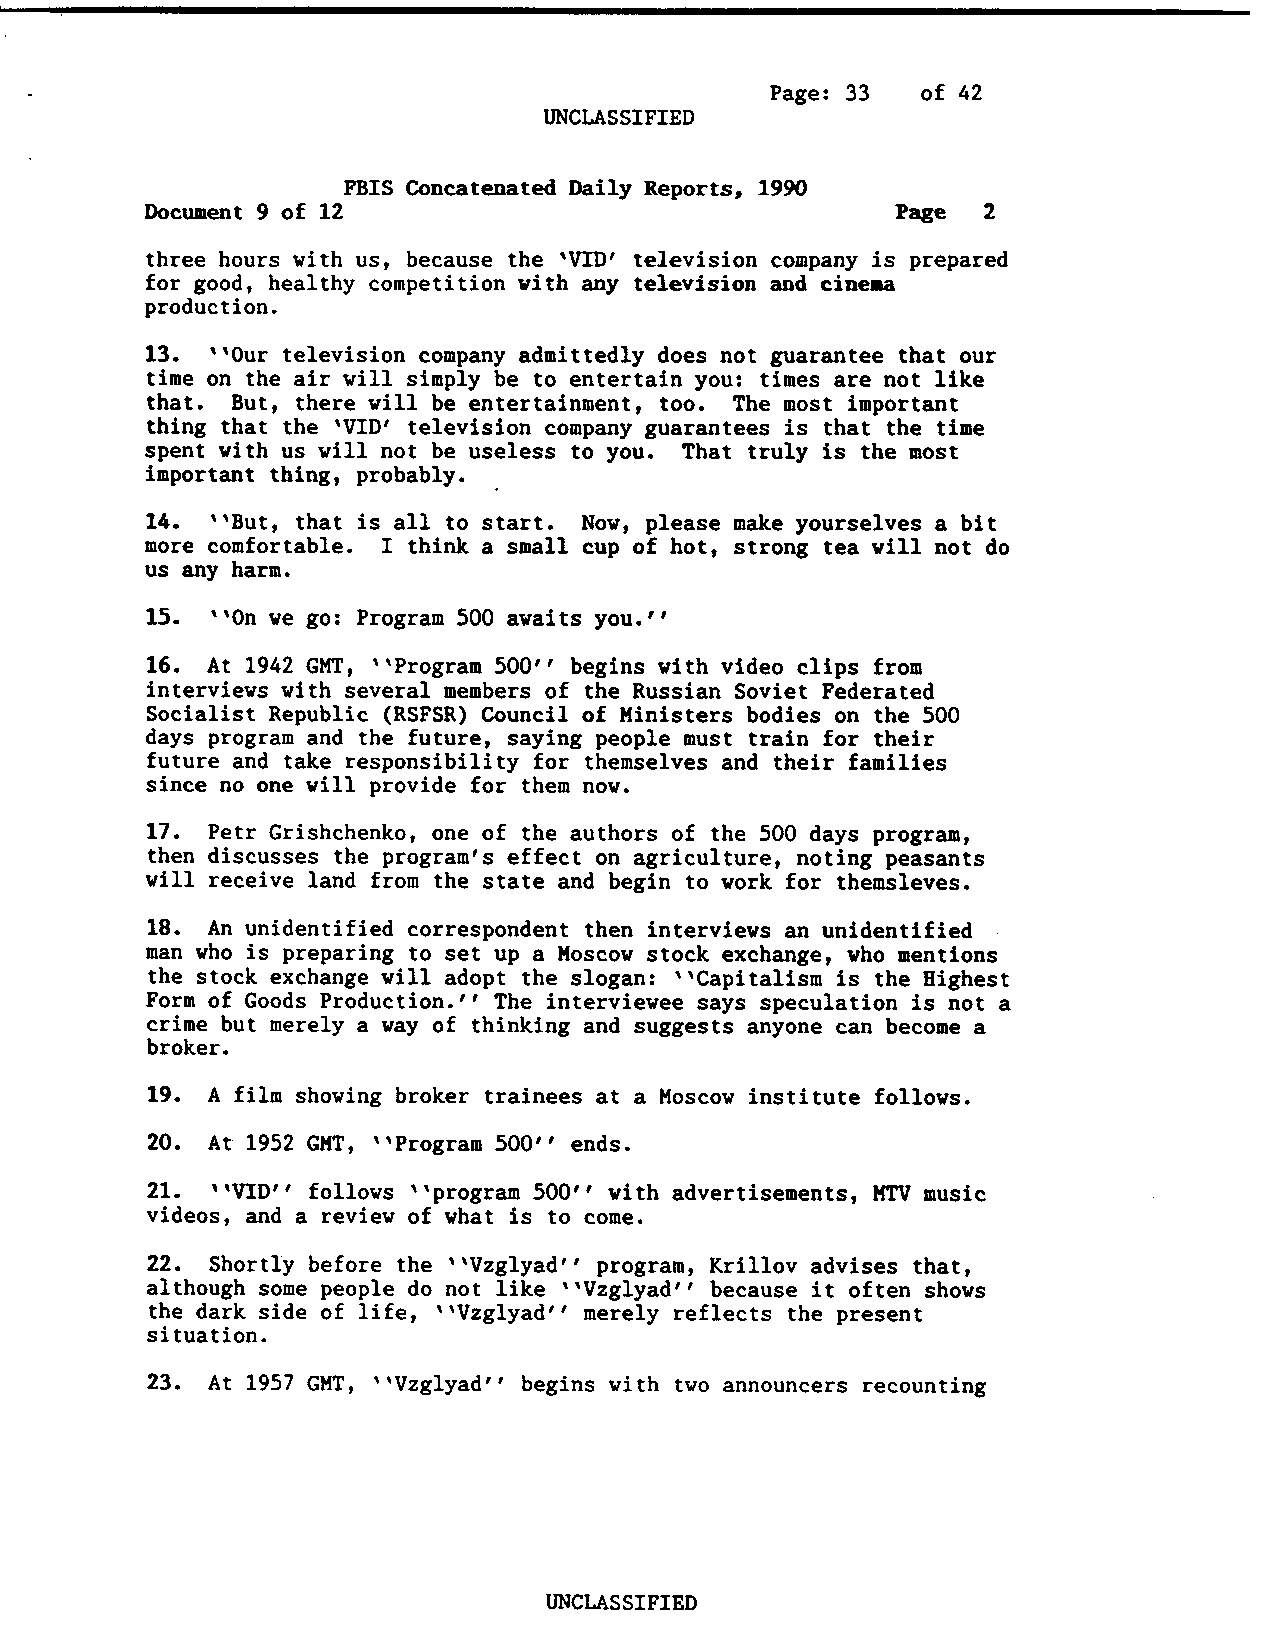 Page: 33 of 42
UNCLASSIFIED
FBIS Concatenated Daily Reports, 1990
Document 9 of 12 Page 2
three hours with us, because the `VID' television company is prepared
for good, healthy competition with any television and cinema
production.
13. ``Our television company admittedly does not guarantee that our
time on the air will simply be to entertain you: times are not like
that. But, there will be entertainment, too. The most important
thing that the `VID' television company guarantees is that the time
spent with us will not be useless to you. That truly is the most
important thing, probably.
14. ``But, that is all to start. Now, please make yourselves a bit
more comfortable. I think a small cup of hot, strong tea will not do
us any harm.
15. ``On we go: Program 500 awaits you.''
16. At 1942 GMT, ``Program 500'' begins with video clips from
interviews with several members of the Russian Soviet Federated
Socialist Republic (RSFSR) Council of Ministers bodies on the 500
days program and the future, saying people must train for their
future and take responsibility for themselves and their families
since no one will provide for them now.
17. Petr Grishchenko, one of the authors of the 500 days program,
then discusses the program's effect on agriculture, noting peasants
will receive land from the state and begin to work for themsleves.
18. An unidentified correspondent then interviews an unidentified
man who is preparing to set up a Moscow stock exchange, who mentions
the stock exchange will adopt the slogan: ``Capitalism is the Highest
Form of Goods Production.'' The interviewee says speculation is not a
crime but merely a way of thinking and suggests anyone can become a
broker.
19. A film showing broker trainees at a Moscow institute follows.
20. At 1952 GMT, ``Program 500'' ends.
21. ``VID'' follows ``program 500'' with advertisements, MTV music
videos, and a review of what is to come.
22. Shortly before the ``Vzglyad'' program, Krillov advises that,
although some people do not like ``Vzglyad'' because it often shows
the dark side of life, ``Vzglyad'' merely reflects the present
situation.
23. At 1957 GMT, ``Vzglyad'' begins with two announcers recounting
UNCLASSIFIED